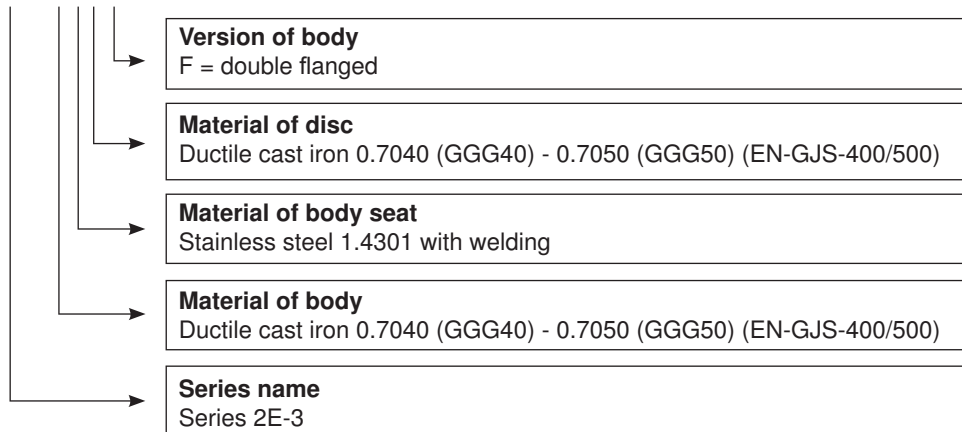 Version of body
F = double flanged
Material of disc
Ductile cast iron 0.7040 (GGG40) - 0.7050 (GGG50) (EN-GJS-400/500)
Material of body seat
Stainless steel 1.4301 with welding
Material of body
Ductile cast iron 0.7040 (GGG40) - 0.7050 (GGG50) (EN-GJS-400/500)
Series name
Series 2E-3